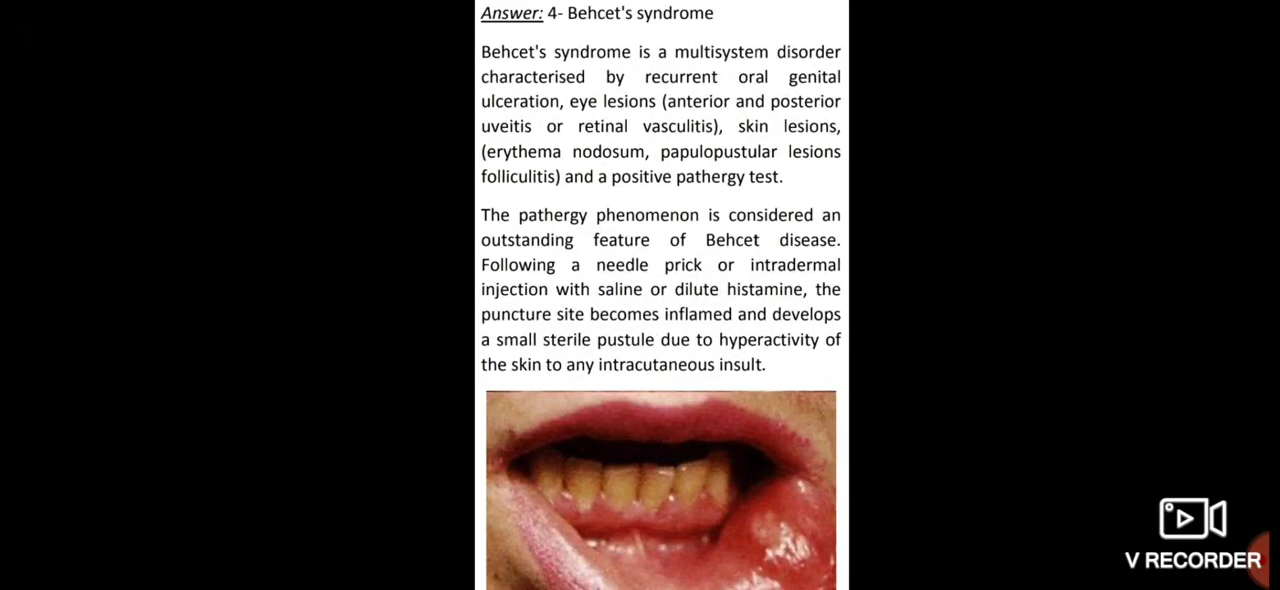 Answer: 4- Behcet's syndrome
Behcet's syndrome is a multisystem disorder
characterised by recurrent oral genital
ulceration, eye lesions (anterior and posterior
uveitis or retinal vasculitis), skin lesions,
(erythema nodosum, papulopustular lesions
folliculitis) and a positive pathergy test.
The pathergy phenomenon is considered an
outstanding feature of Behcet disease.
Following a needle prick or intradermal
injection with saline or dilute histamine, the
puncture site becomes inflamed and develops
a small sterile pustule due to hyperactivity of
the skin to any intracutaneous insult.
V RECORDER